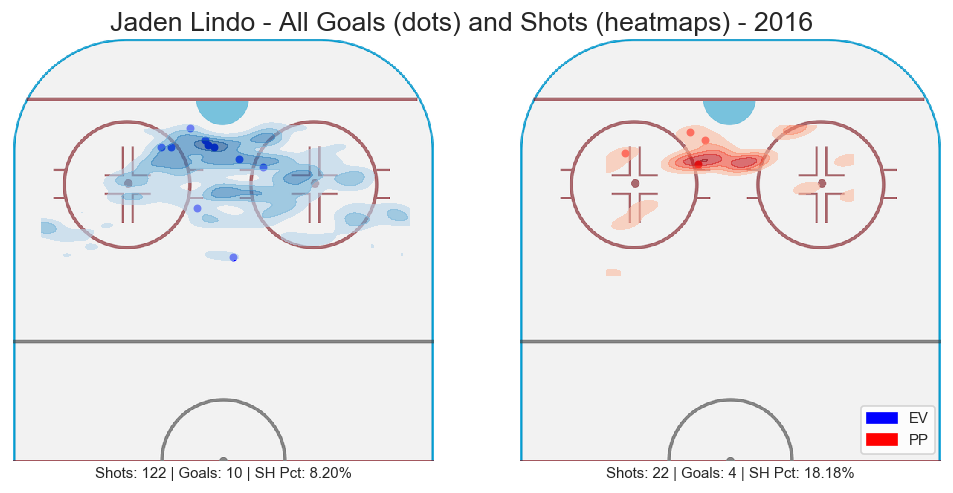 Jaden Lindo - All Goals (dots) and Shots (heatmaps) - 2016
EV
PP
Shots: 122 | Goals: 10 | SH Pct: 8.20%
Shots: 22 | Goals: 4 | SH Pct: 18.18%